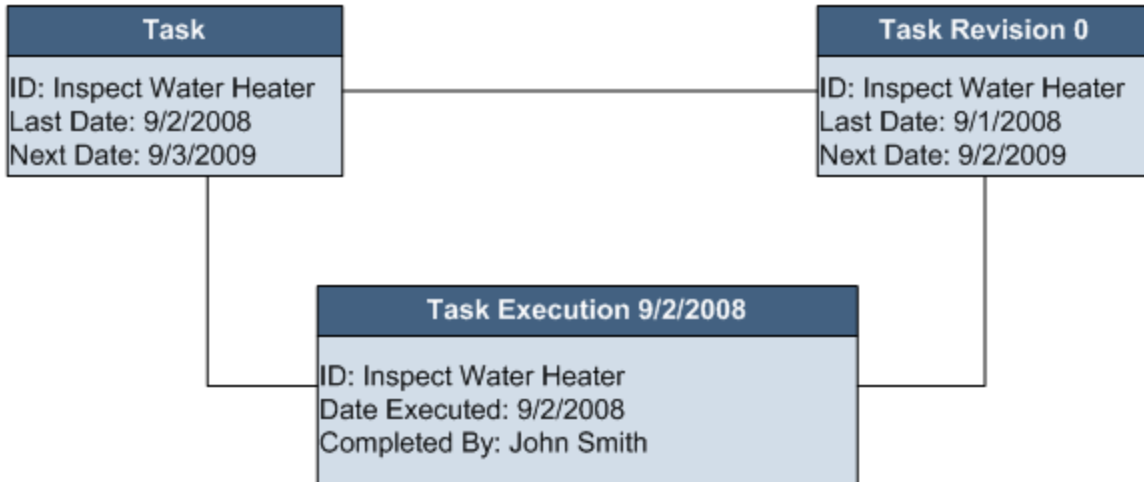 Task
ID: Inspect Water Heater
Last Date: 9/2/2008
Next Date: 9/3/2009
Task Revision 0
ID: Inspect Water Heater
Last Date: 9/1/2008
Next Date: 9/2/2009
Task Execution 9/2/2008
ID: Inspect Water Heater
Date Executed: 9/2/2008
Completed By: John Smith